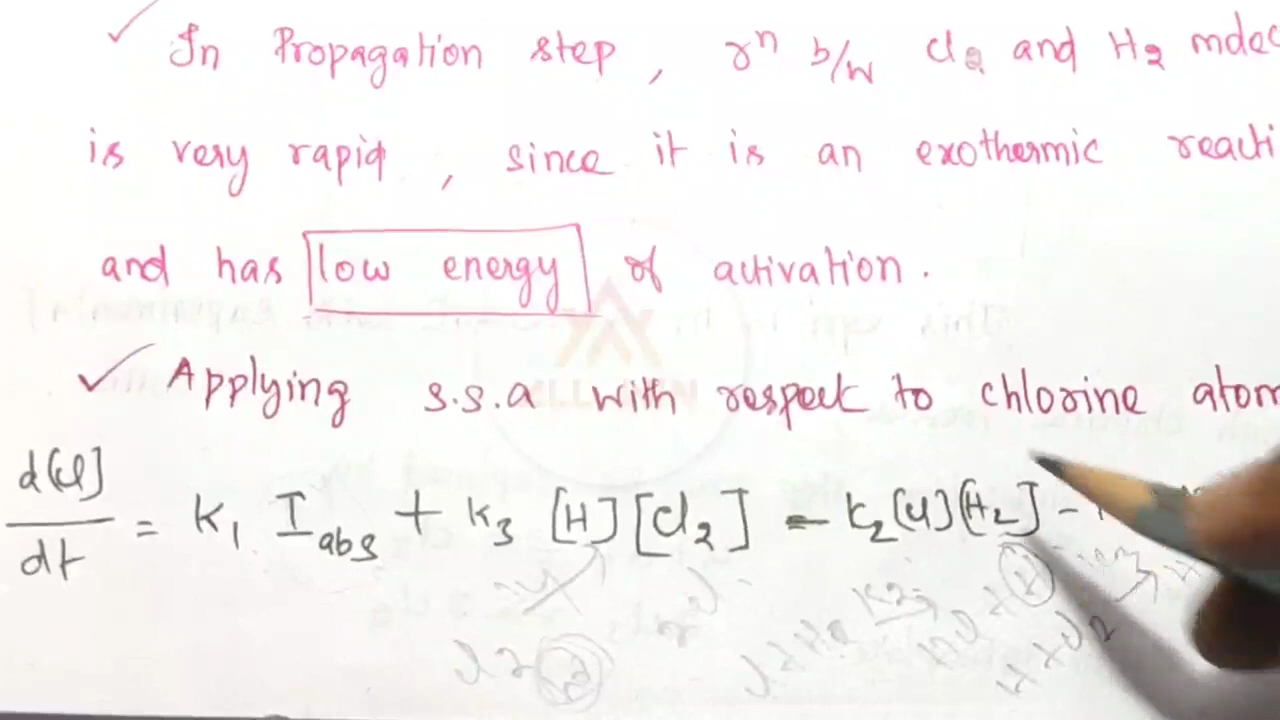 ✓ In Propagation step, rⁿ b/w Cl₂ and H₂ molec
is very rapid, since it is an exothermic reacti
and has low energy of activation.
✓ Applying s.s.a with respect to chlorine atom
d[Cl]/dt = K₁ I_abs + K₃ [H][Cl₂] - K₂[Cl][H₂] -